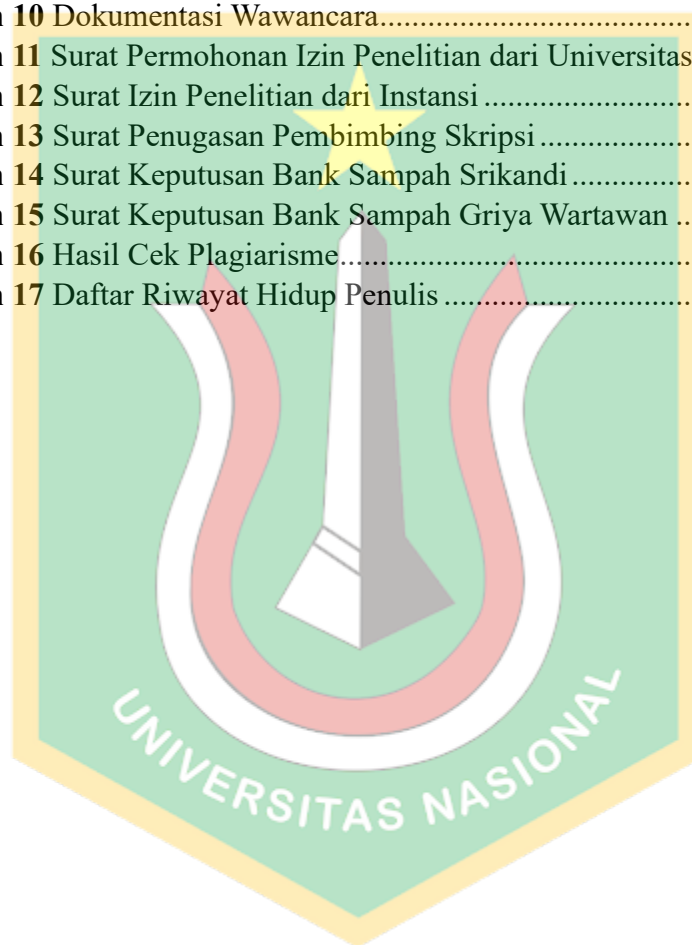 n 10 Dokumentasi Wawancara........................................
n 11 Surat Permohonan Izin Penelitian dari Universitas
n 12 Surat Izin Penelitian dari Instansi...........................
n 13 Surat Penugasan Pembimbing Skripsi....................
n 14 Surat Keputusan Bank Sampah Srikandi................
n 15 Surat Keputusan Bank Sampah Griya Wartawan ..
n 16 Hasil Cek Plagiarisme.............................................
n 17 Daftar Riwayat Hidup Penulis................................
UNIVERSITAS NASIONAL